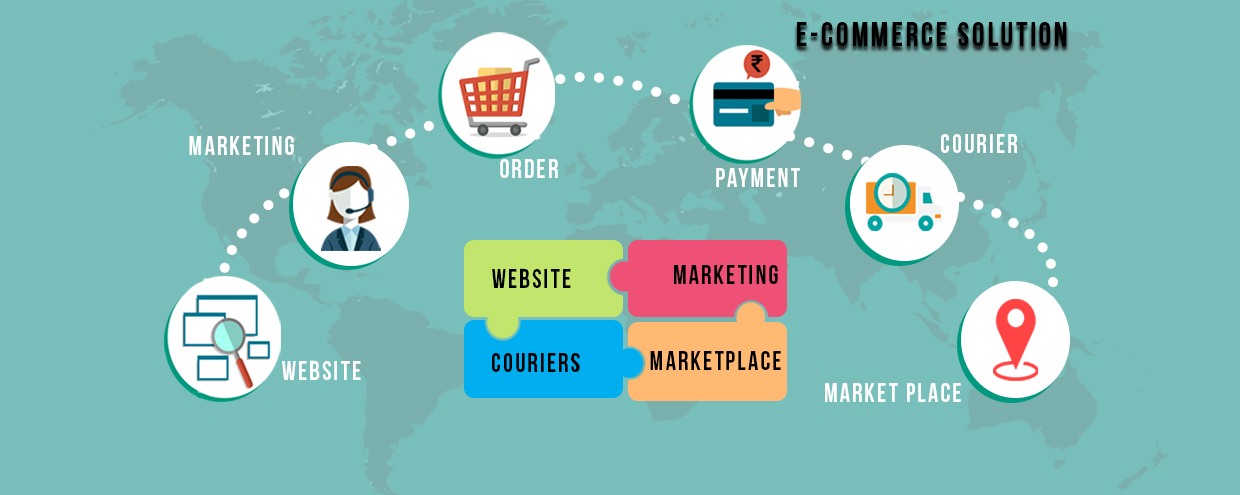 E-COMMERCE SOLUTION
MARKETING
ORDER
₹
PAYMENT
COURIER
WEBSITE
MARKET PLACE
WEBSITE
MARKETING
COURIERS
MARKETPLACE